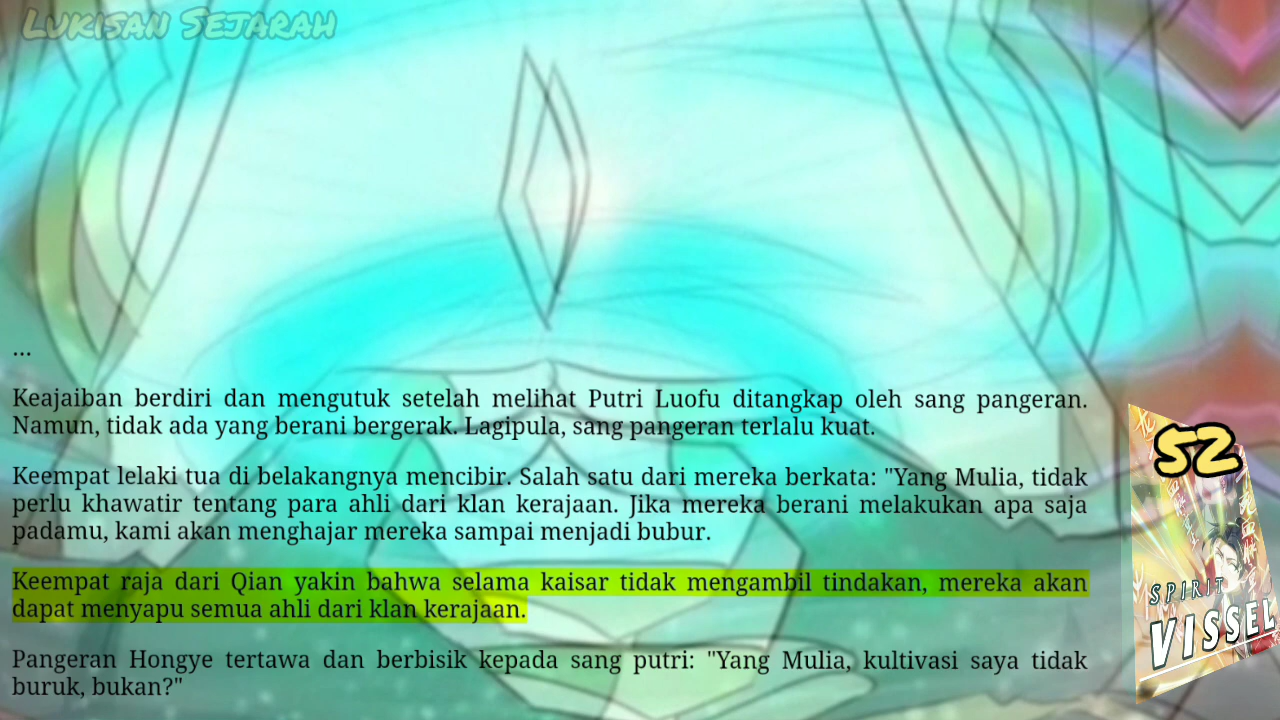 Lukisan Sejarah
...
Keajaiban berdiri dan mengutuk setelah melihat Putri Luofu ditangkap oleh sang pangeran.
Namun, tidak ada yang berani bergerak. Lagipula, sang pangeran terlalu kuat.
Keempat lelaki tua di belakangnya mencibir. Salah satu dari mereka berkata: "Yang Mulia, tidak
perlu khawatir tentang para ahli dari klan kerajaan. Jika mereka berani melakukan apa saja
padamu, kami akan menghajar mereka sampai menjadi bubur.
Keempat raja dari Qian yakin bahwa selama kaisar tidak mengambil tindakan, mereka akan
dapat menyapu semua ahli dari klan kerajaan.
Pangeran Hongye tertawa dan berbisik kepada sang putri: "Yang Mulia, kultivasi saya tidak
buruk, bukan?"
52
SPIRIT
VISSEL